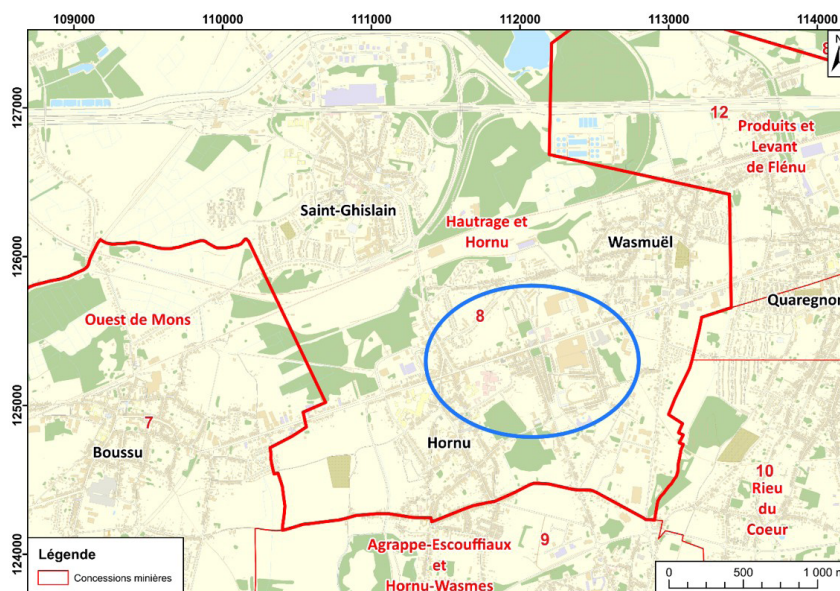 109000
110000
111000
112000
113000
114000
N
8
127000
12
Produits et
Levant
de Flénu
Saint-Ghislain
Hautrage et
Hornu
Wasmuël
126000
Quaregnon
Ouest de Mons
8
125000
7
Boussu
Hornu
10
Rieu
du
Coeur
124000
Agrappe-Escouffiaux
et
Hornu-Wasmes
9
Légende
Concessions minières
0 500 1 000 m